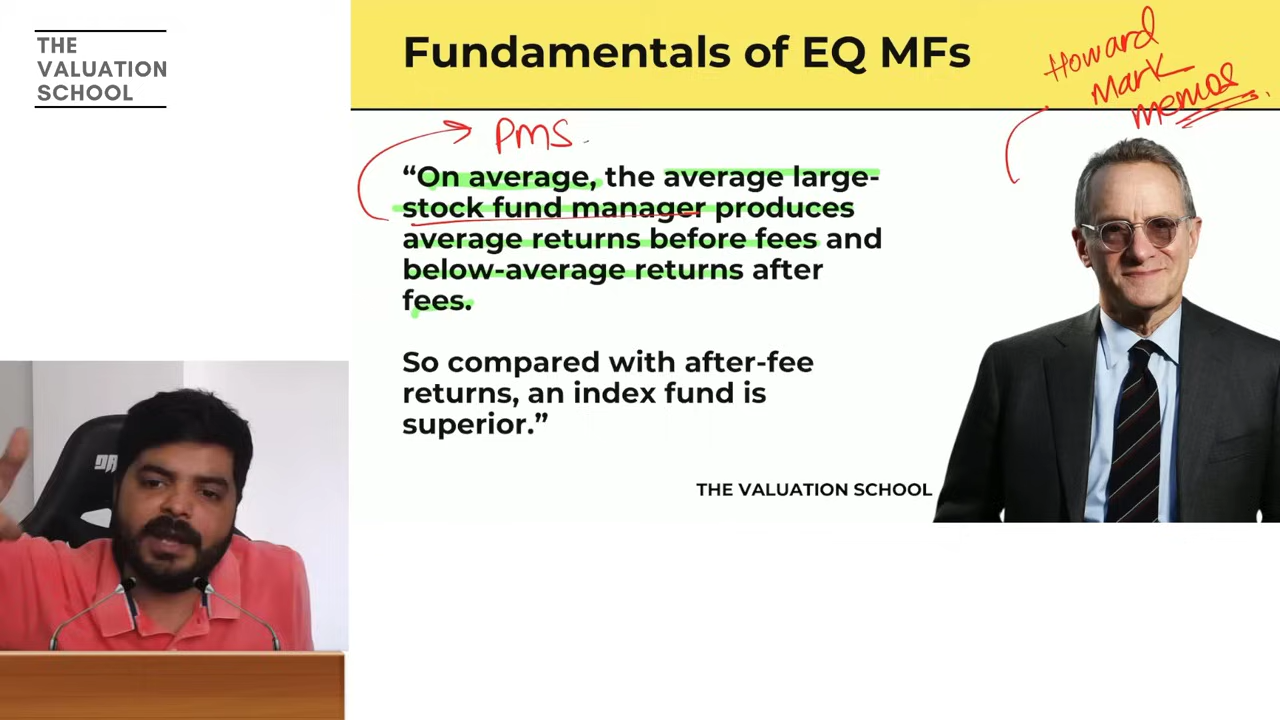 THE
VALUATION
SCHOOL
Fundamentals of EQ MFs
Howard
Mark
memos
PMS.
“On average, the average large-
stock fund manager produces
average returns before fees and
below-average returns after
fees.
So compared with after-fee
returns, an index fund is
superior.”
THE VALUATION SCHOOL